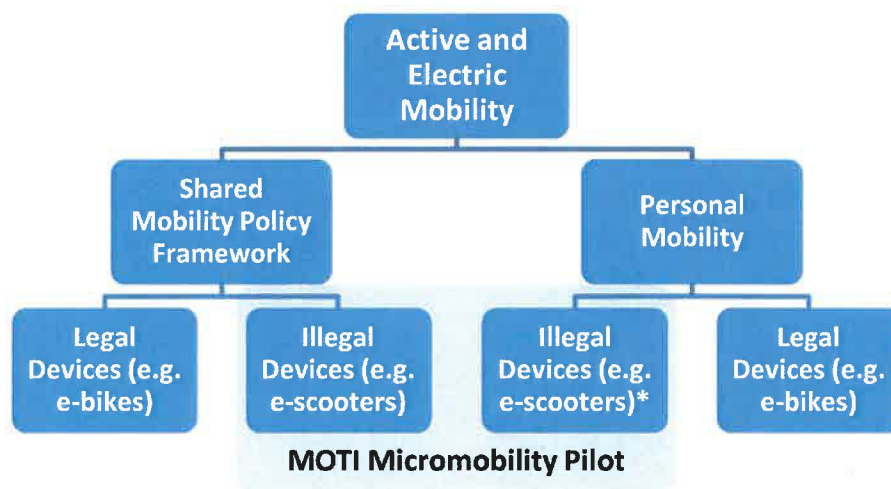 Active and
Electric
Mobility
Shared
Mobility Policy
Framework
Personal
Mobility
Legal
Devices (e.g.
e-bikes)
Illegal
Devices (e.g.
e-scooters)
Illegal
Devices (e.g.
e-scooters)*
Legal
Devices (e.g.
e-bikes)
MOTI Micromobility Pilot